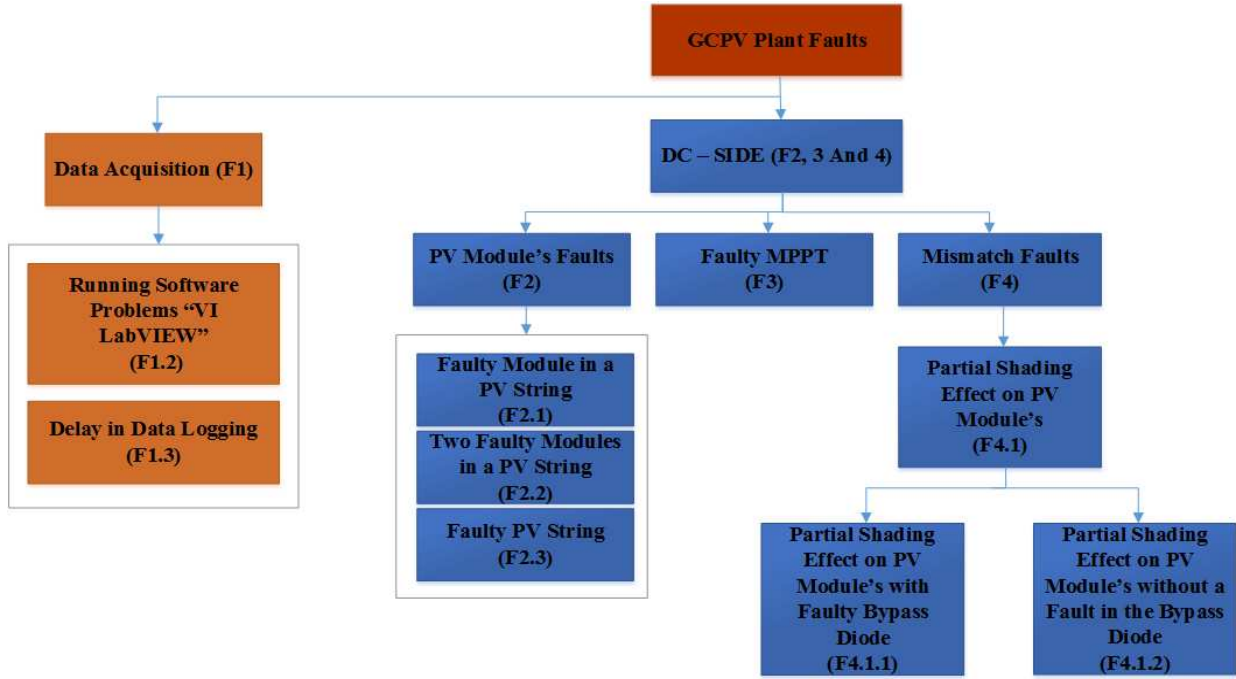 GCPV Plant Faults
Data Acquisition (F1)
DC – SIDE (F2, 3 And 4)
Running Software
Problems “VI
LabVIEW”
(F1.2)
Delay in Data Logging
(F1.3)
PV Module’s Faults
(F2)
Faulty MPPT
(F3)
Mismatch Faults
(F4)
Faulty Module in a
PV String
(F2.1)
Two Faulty Modules
in a PV String
(F2.2)
Faulty PV String
(F2.3)
Partial Shading
Effect on PV
Module’s
(F4.1)
Partial Shading
Effect on PV
Module’s with
Faulty Bypass
Diode
(F4.1.1)
Partial Shading
Effect on PV
Module’s without a
Fault in the Bypass
Diode
(F4.1.2)